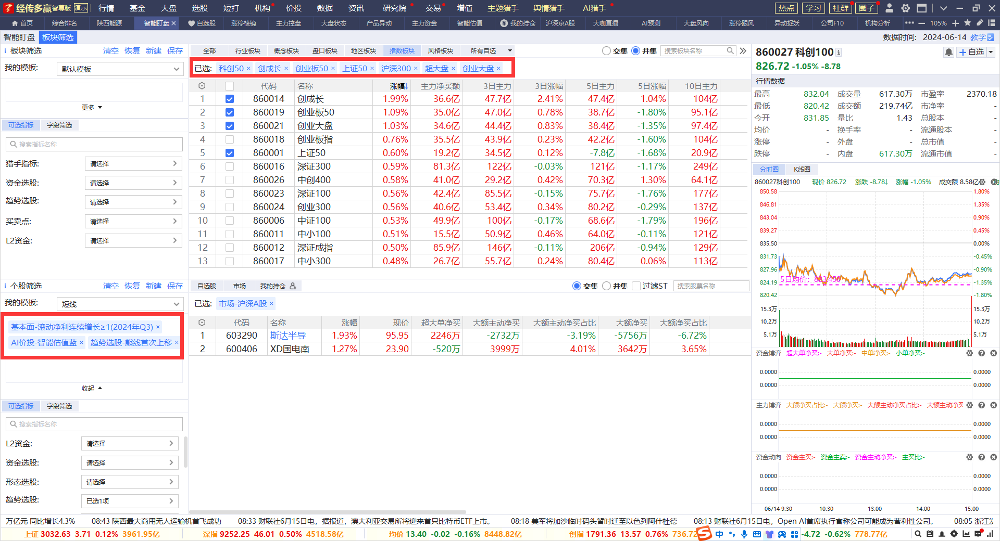 经传多赢 智尊版 演示 行情 基金 大盘 选股 短打 机构 价投 数据 资讯 研究院 交易 增值 主题猎手 舆情猎手 AI猎手 热点 学习 社群 圈子
首页 综合排名 陕西能源 智能盯盘 × 自选股 涨停棱镜 主力控盘 大盘状态 产品异动 主力资金 智能估值 我的持仓 沪深京A股 大咖直播 AI预测 大盘风向 涨停跟风 异动捉妖 公司F10 机构分析 ••• — 105% +
智能盯盘 板块筛选 数据时间: 2024-06-14 教学
板块筛选 清空 恢复 新建 保存
我的模板: 默认模板
更多
可选指标 字段筛选
搜索指标名称
猎手指标: 请选择
资金选股: 请选择
趋势选股: 请选择
买卖点: 请选择
L2资金: 请选择
全部 行业板块 概念板块 盘口板块 地区板块 指数板块 风格板块 所有自选 交集 并集 搜索板块名称
已选: 科创50 × 创成长 × 创业板50 × 上证50 × 沪深300 × 超大盘 × 创业大盘 ×
代码 名称 涨幅↓ 主力净买额 3日主力 3日涨幅 5日主力 5日涨幅 10日主力
1 860014 创成长 1.99% 36.6亿 47.7亿 2.41% 47.4亿 1.04% 104亿
2 860019 创业板50 1.09% 35.0亿 47.0亿 0.78% 38.7亿 -1.80% 95.1亿
3 860021 创业大盘 1.03% 34.6亿 44.4亿 0.83% 38.4亿 -1.35% 97.4亿
4 860018 创业板指 0.76% 35.5亿 43.9亿 0.23% 42.2亿 -1.60% 104亿
5 860001 上证50 0.60% 19.2亿 34.5亿 0.12% -7.8亿 -1.68% 20.9亿
6 860016 深证300 0.59% 81.3亿 122亿 -0.03% 121亿 -1.17% 249亿
7 860026 中创400 0.58% 41.0亿 29.2亿 0.42% 70.3亿 1.30% 64.1亿
8 860023 深证100 0.56% 42.4亿 85.5亿 -0.15% 75.7亿 -1.76% 177亿
9 860024 创业300 0.56% 40.6亿 53.4亿 0.34% 80.2亿 -0.29% 137亿
10 860006 中证100 0.53% 49.9亿 100亿 -0.17% 68.6亿 -1.79% 196亿
11 860011 中小100 0.51% 15.5亿 50.9亿 0.46% 64.0亿 -0.11% 121亿
12 860012 深证成指 0.50% 85.9亿 146亿 -0.11% 206亿 -0.94% 129亿
13 860017 中小300 0.48% 26.7亿 55.7亿 0.24% 80.4亿 0.06% 113亿
个股筛选 清空 恢复 新建 保存
我的模板: 短线
基本面-滚动净利连续增长≥1(2024年Q3) ×
AI价投-智能估值蓝 × 趋势选股-熊线首次上移 ×
收起
可选指标 字段筛选
搜索指标名称
L2资金: 请选择
资金选股: 请选择
形态选股: 请选择
趋势选股: 已选1项
自选股 市场 我的持仓 交集 并集 过滤ST 搜索股票名称
已选: 市场-沪深A股 ×
代码 名称 涨幅 现价 超大单净买 大额主动净买 大额主动净买占比 大额净买 大额净买占比
1 603290 斯达半导 1.93% 95.95 2246万 -2732万 -3.19% -5756万 -6.72%
2 600406 XD国电南 1.27% 23.90 -520万 3999万 4.01% 3642万 3.65%
860027 科创100 自选
826.72 -1.05% -8.78
行情数据
最高 832.04 成交量 617.30万 市盈率 2370.18
最低 820.42 成交额 219.74亿 市净率 -
今开 831.85 量比 1.43 总股本 -
均价 - 换手率 - 流通股本 -
涨停 - 外盘 - 总市值 -
跌停 - 内盘 617.30万 流通市值 -
分时图 K线图
860027科创100 现价 826.72 涨跌 -8.78↓ 涨幅 -1.05% 成交额 8.58亿
850.58 1.80%
846.81 1.35%
843.04 0.90%
839.27 0.45%
835.50 0.00%
831.73 -0.45%
827.96 -0.90%
5日均价: 823.490
824.19 -1.35%
820.42 -1.80%
15.3万 15.3万
10.2万 10.2万
5.1万 5.1万
资金博弈 超大单净买:- 大单净买:- 中单净买:- 小单净买:-
0.0000 0.0000
0.0000 0.0000
主力博弈 大额净买占比:- 大额净买:- 大额主动净买占比:- 大额主动净买
0.0000 0.0000
0.0000 0.0000
资金动向 资金主买:- 资金主卖:- 资金主动净买:- 主买比:-
0.0000 0.0000
0.0000 0.0000
06/14 9:30 10:30 13:00 14:00 15:00
万亿元 同比增长4.3% 08:43 陕西最大商用无人运输机首飞成功 08:33 财联社6月15日电，据报道，澳大利亚交易所将迎来首只比特币ETF上市。 08:18 美军将加沙临时码头暂时迁至以色列阿什杜德 08:13 财联社6月15日电，Open AI首席执行官称公司可能成为营利性公司。 08:05 浙江发
上证 3032.63 3.71 0.12% 3961.95亿 深指 9252.25 46.01 0.50% 4518.58亿 均价 13.40 -0.02 -0.16% 8448.82亿 创指 1791.36 13.57 0.76% 736.72 中 -4.72 -0.62% 778.77亿